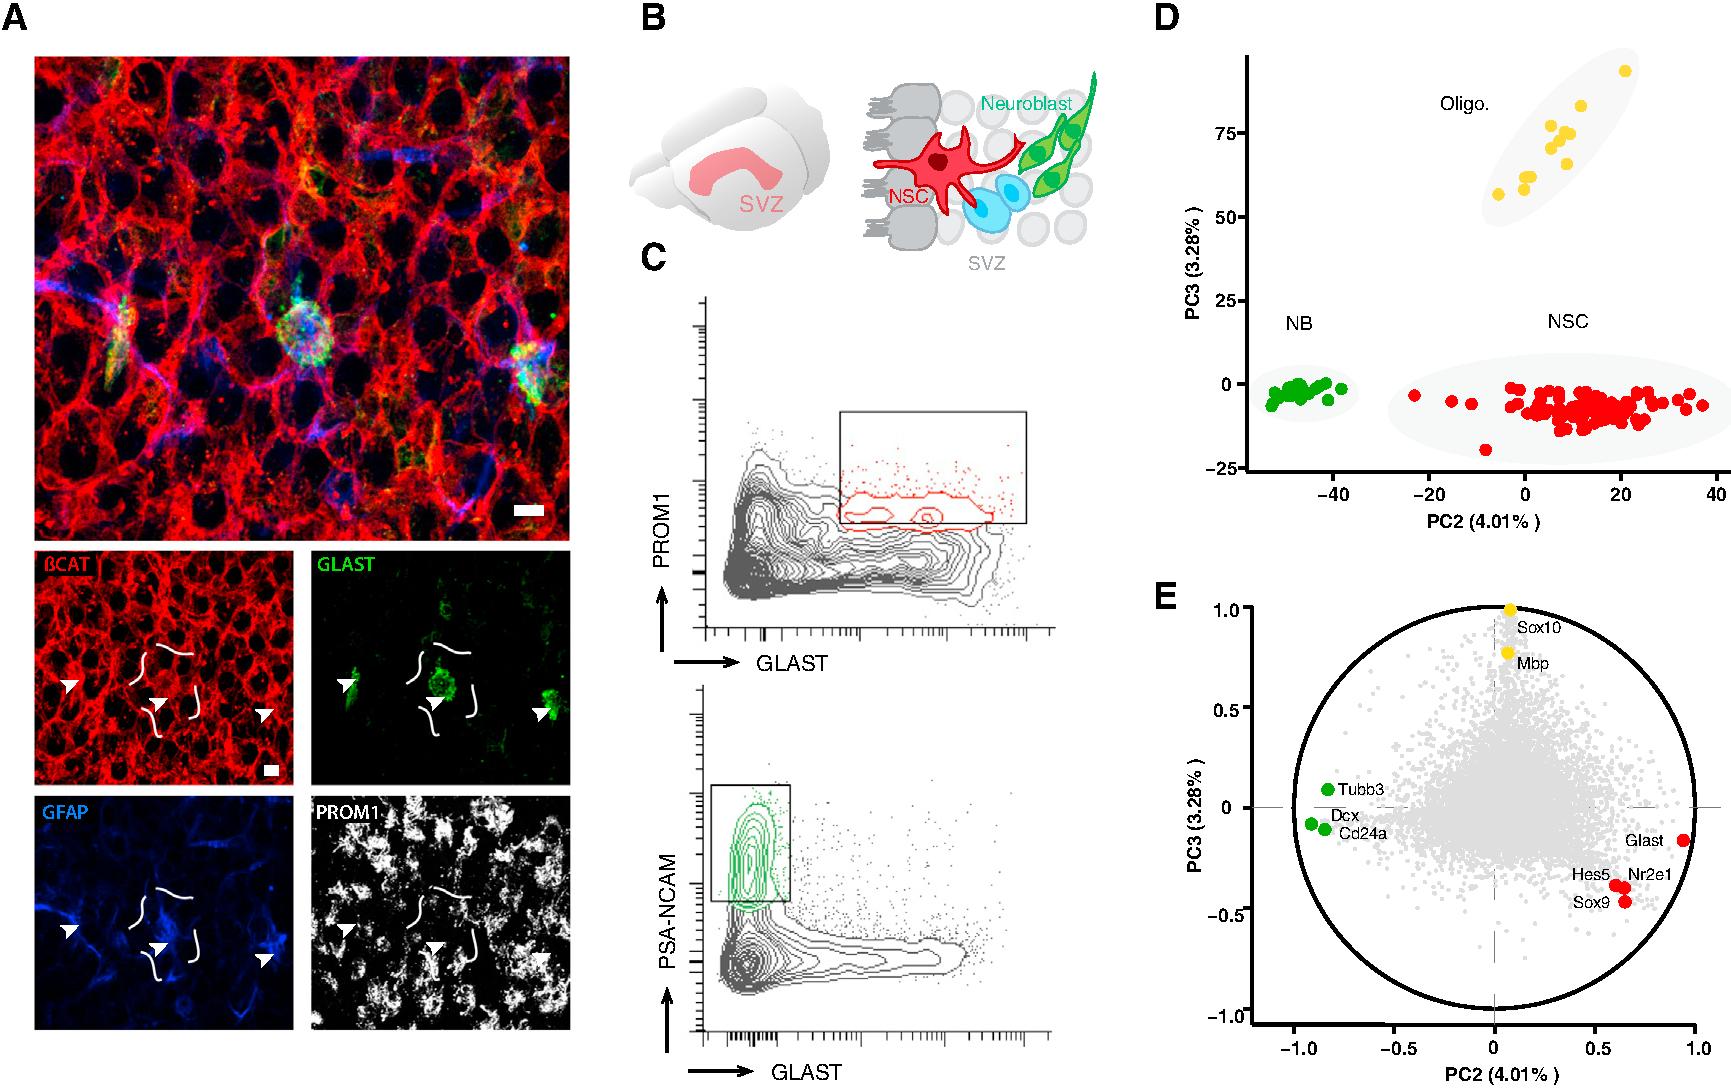 A
ßCAT
GLAST
GFAP
PROM1
B
SVZ
Neuroblast
NSC
SVZ
C
PROM1
GLAST
PSA-NCAM
GLAST
D
Oligo.
NB
NSC
75
50
25
0
−25
PC3 (3.28% )
−40
−20
0
20
40
PC2 (4.01% )
E
1.0
0.5
0
−0.5
−1.0
PC3 (3.28% )
Sox10
Mbp
Tubb3
Dcx
Cd24a
Glast
Hes5
Nr2e1
Sox9
−1.0
−0.5
0
0.5
1.0
PC2 (4.01% )